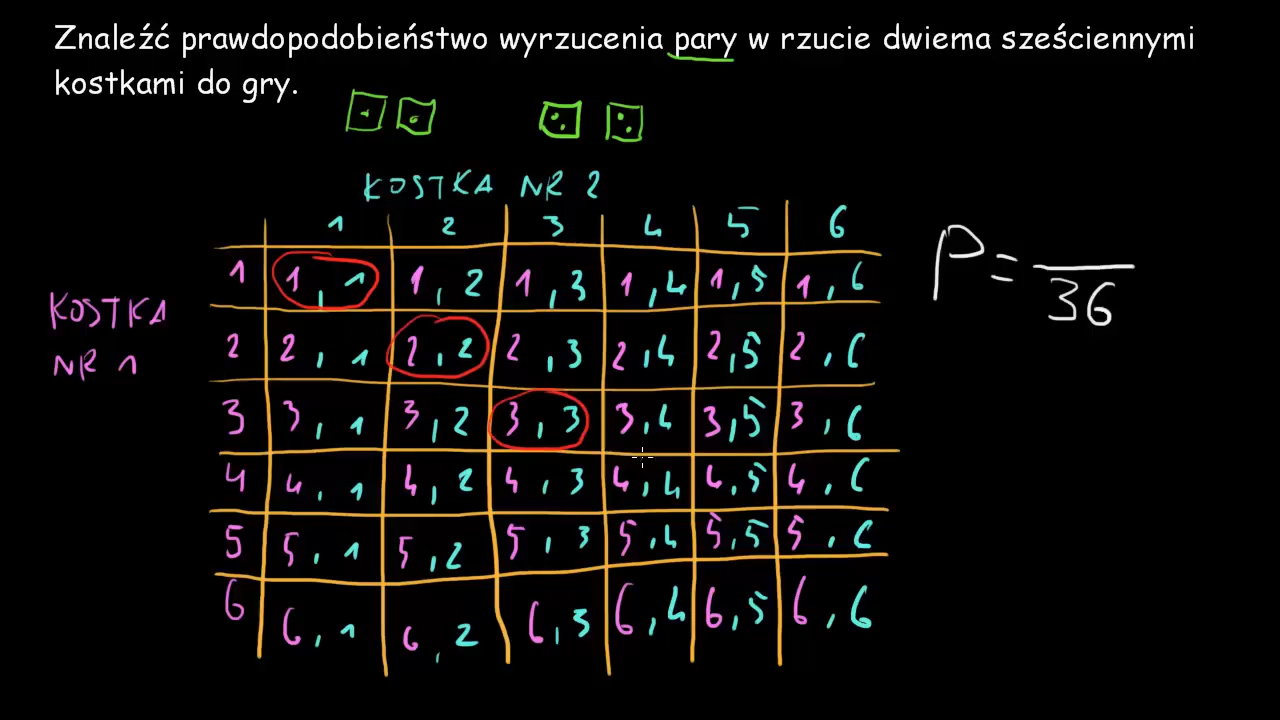 Znaleźć prawdopodobieństwo wyrzucenia pary w rzucie dwiema sześciennymi
kostkami do gry.
KOSTKA NR 2
1 2 3 4 5 6
KOSTKA
NR 1
1 1,1 1,2 1,3 1,4 1,5 1,6
2 2,1 2,2 2,3 2,4 2,5 2,6
3 3,1 3,2 3,3 3,4 3,5 3,6
4 4,1 4,2 4,3 4,4 4,5 4,6
5 5,1 5,2 5,3 5,4 5,5 5,6
6 6,1 6,2 6,3 6,4 6,5 6,6
P=
36